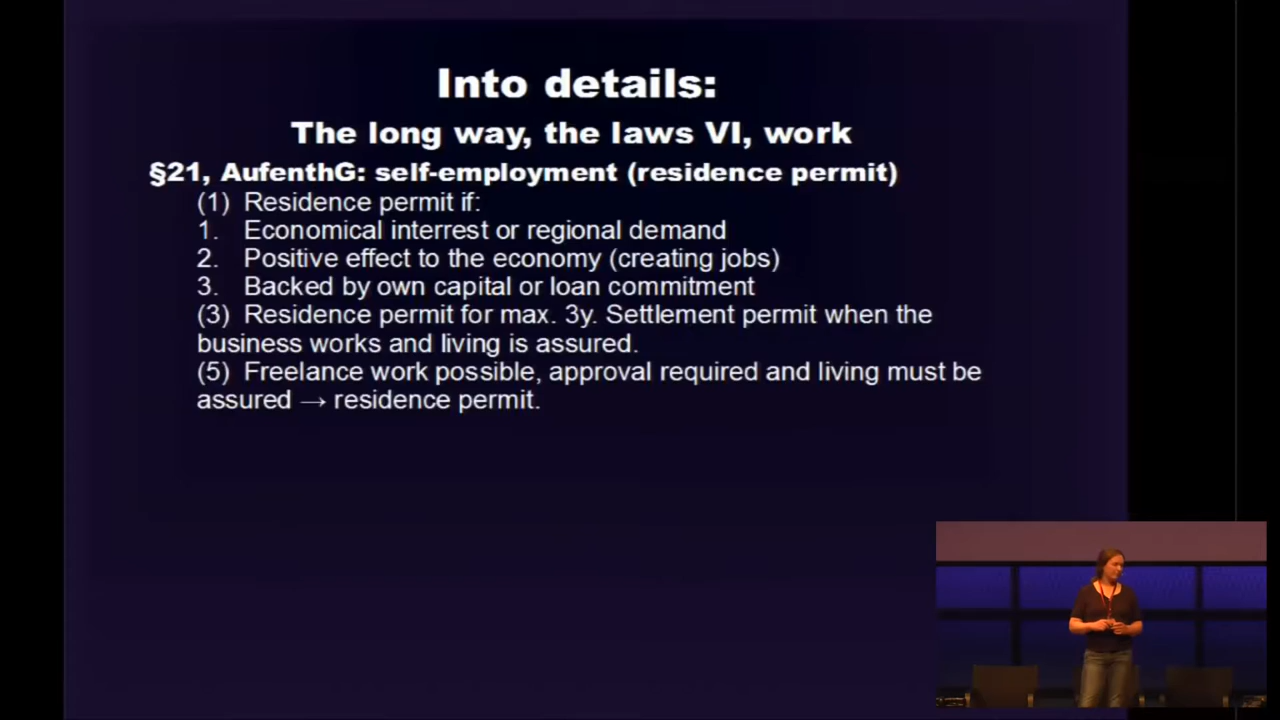 Into details:
The long way, the laws VI, work
§21, AufenthG: self-employment (residence permit)
(1) Residence permit if:
1. Economical interrest or regional demand
2. Positive effect to the economy (creating jobs)
3. Backed by own capital or loan commitment
(3) Residence permit for max. 3y. Settlement permit when the
business works and living is assured.
(5) Freelance work possible, approval required and living must be
assured → residence permit.